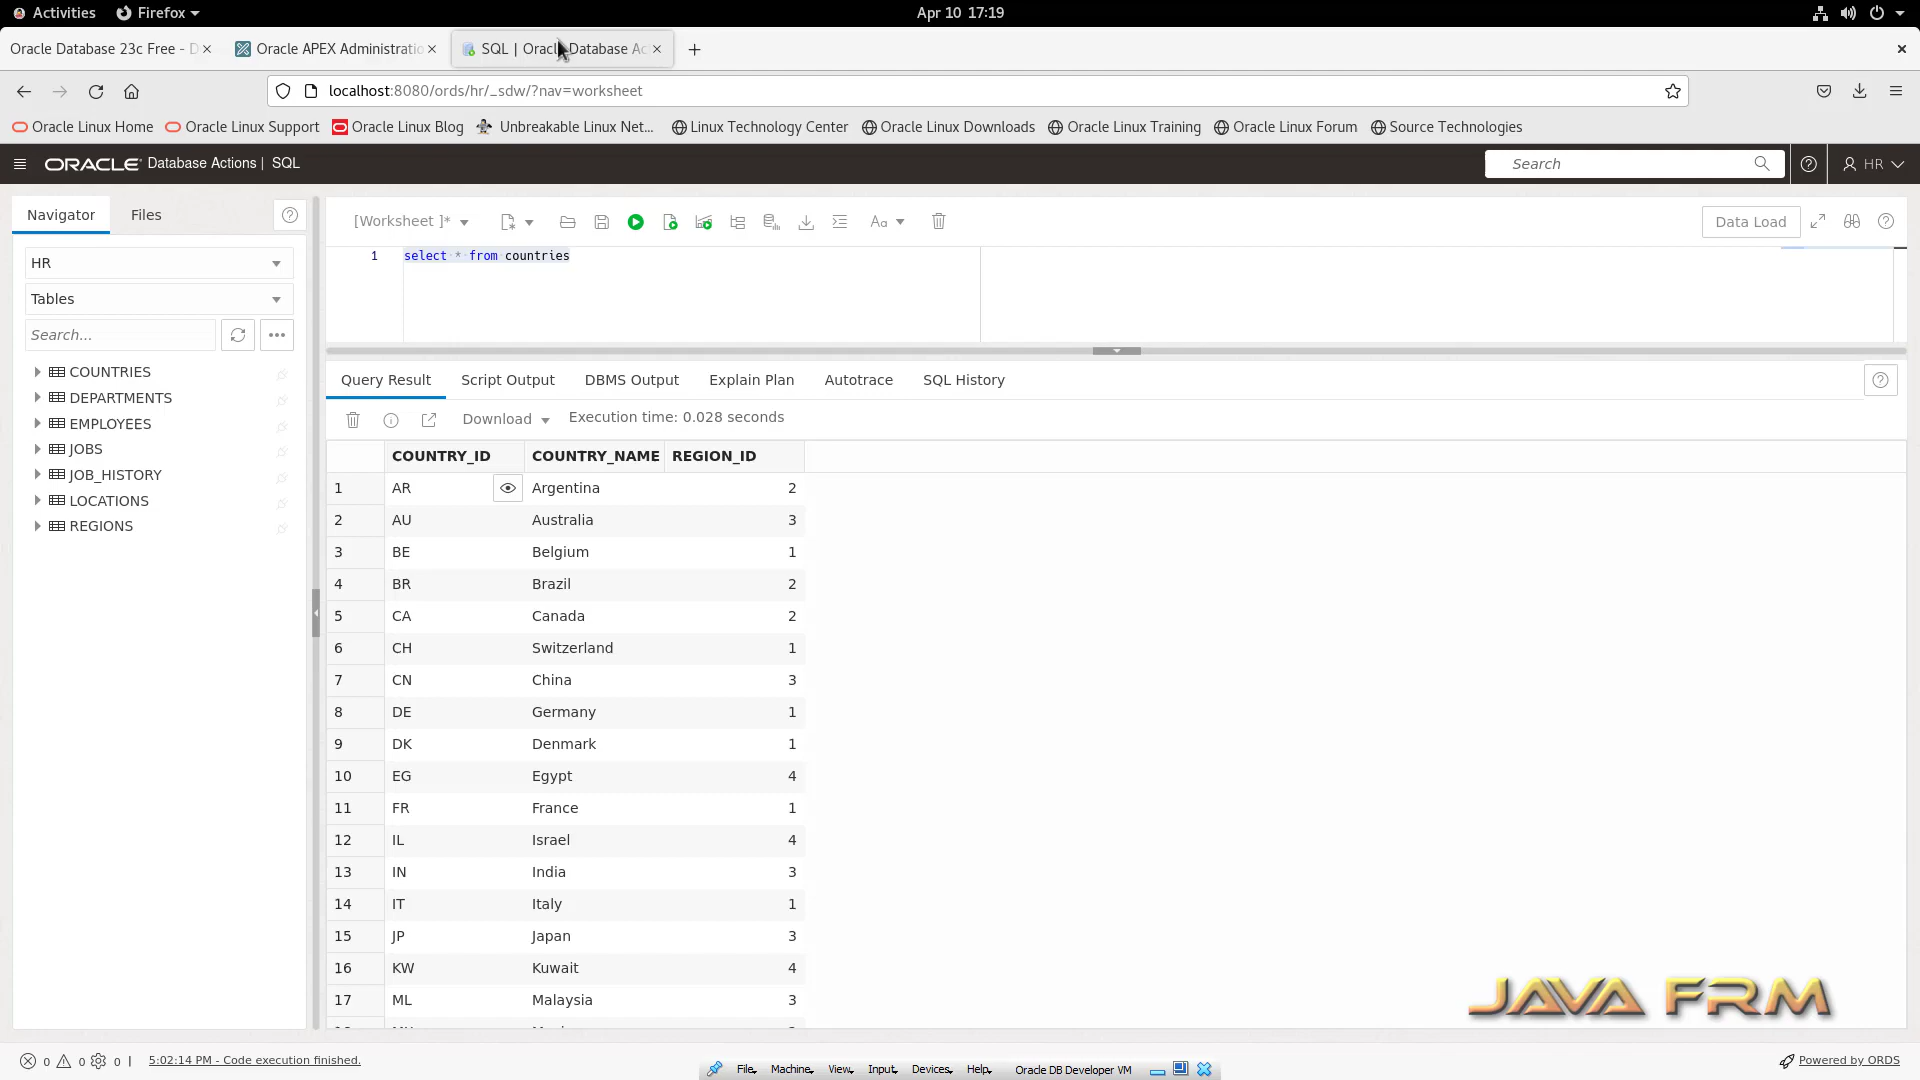 Activities Firefox Apr 10 17:19
Oracle Database 23c Free - D Oracle APEX Administratio SQL | Oracle Database Ac
localhost:8080/ords/hr/_sdw/?nav=worksheet
Oracle Linux Home Oracle Linux Support Oracle Linux Blog Unbreakable Linux Net... Linux Technology Center Oracle Linux Downloads Oracle Linux Training Oracle Linux Forum Source Technologies
ORACLE Database Actions | SQL Search HR
Navigator Files
[Worksheet ]* Aa Data Load
HR
Tables
Search...
COUNTRIES
DEPARTMENTS
EMPLOYEES
JOBS
JOB_HISTORY
LOCATIONS
REGIONS
1 select * from countries
Query Result Script Output DBMS Output Explain Plan Autotrace SQL History
Download Execution time: 0.028 seconds
COUNTRY_ID COUNTRY_NAME REGION_ID
1 AR Argentina 2
2 AU Australia 3
3 BE Belgium 1
4 BR Brazil 2
5 CA Canada 2
6 CH Switzerland 1
7 CN China 3
8 DE Germany 1
9 DK Denmark 1
10 EG Egypt 4
11 FR France 1
12 IL Israel 4
13 IN India 3
14 IT Italy 1
15 JP Japan 3
16 KW Kuwait 4
17 ML Malaysia 3
JAVA FRM
0 0 0 | 5:02:14 PM - Code execution finished. Powered by ORDS
File Machine View Input Devices Help Oracle DB Developer VM